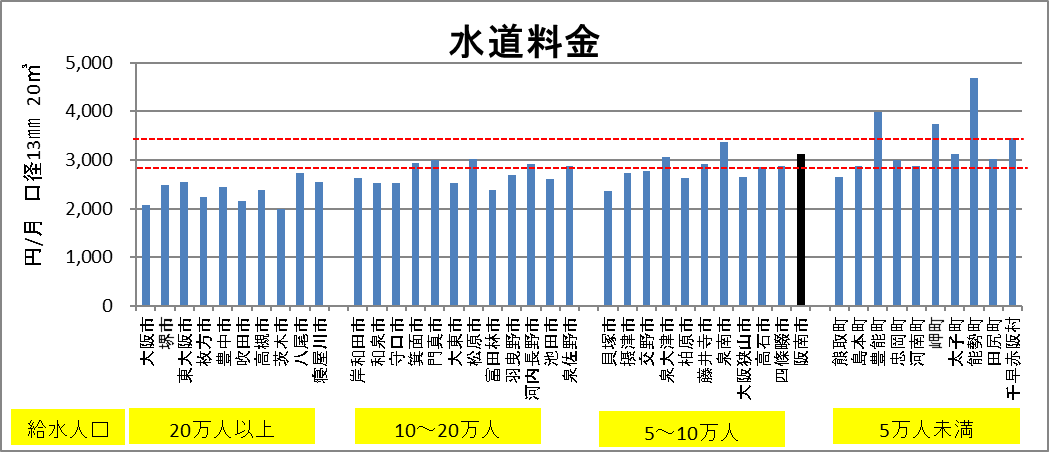 水道料金
円/月　口径13mm 20㎥
5,000
4,000
3,000
2,000
1,000
0
大阪市
堺市
東大阪市
枚方市
豊中市
吹田市
高槻市
茨木市
八尾市
寝屋川市
岸和田市
和泉市
守口市
箕面市
門真市
大東市
松原市
富田林市
羽曳野市
河内長野市
池田市
泉佐野市
貝塚市
摂津市
交野市
泉大津市
柏原市
藤井寺市
泉南市
大阪狭山市
高石市
四條畷市
阪南市
熊取町
島本町
豊能町
忠岡町
河南町
岬町
太子町
能勢町
田尻町
千早赤阪村
給水人口
20万人以上
10～20万人
5～10万人
5万人未満